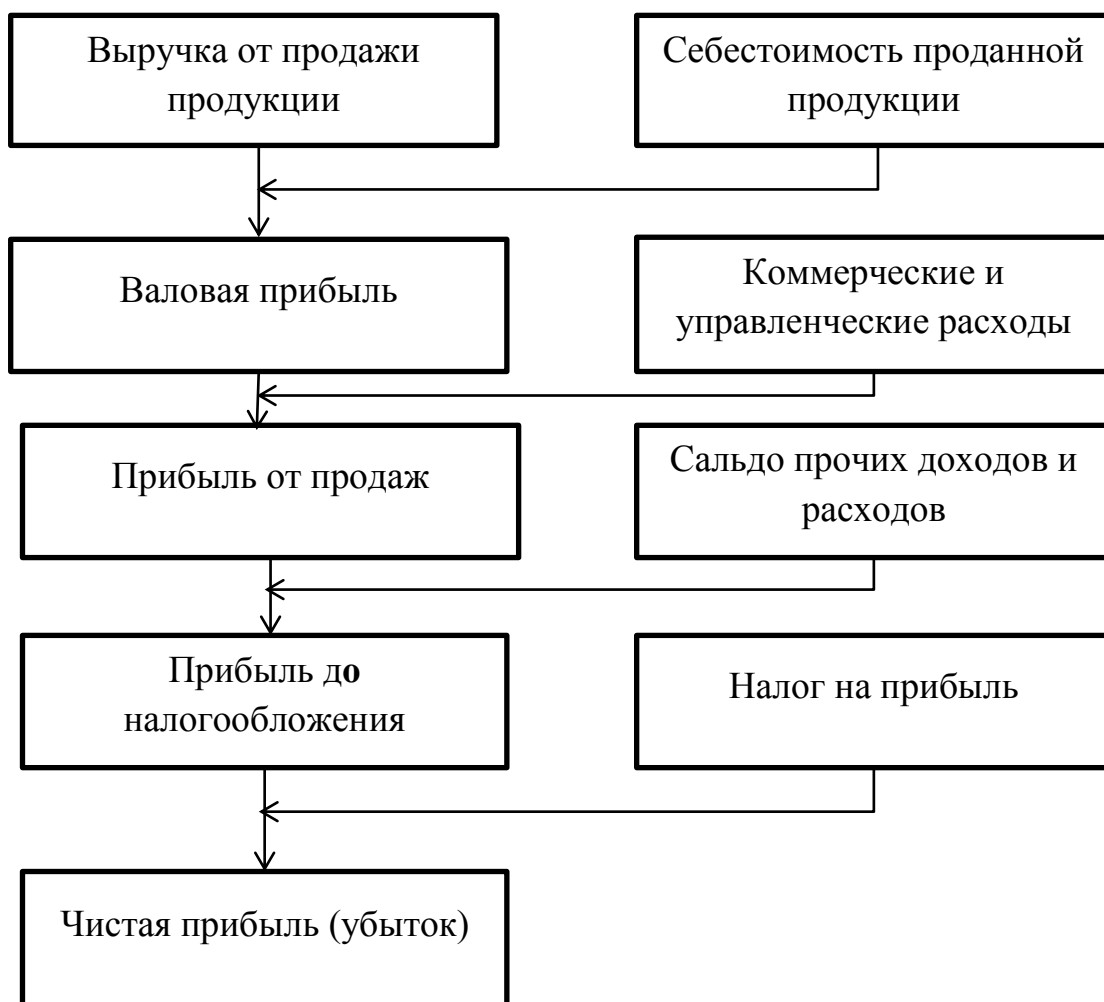 Выручка от продажи
продукции
Себестоимость проданной
продукции
Валовая прибыль
Коммерческие и
управленческие расходы
Прибыль от продаж
Сальдо прочих доходов и
расходов
Прибыль до
налогообложения
Налог на прибыль
Чистая прибыль (убыток)